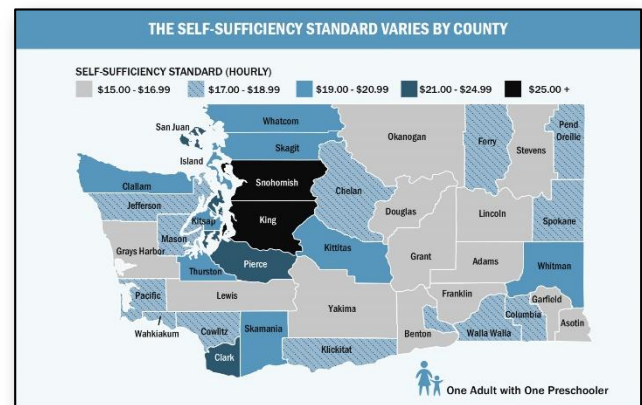 THE SELF-SUFFICIENCY STANDARD VARIES BY COUNTY
SELF-SUFFICIENCY STANDARD (HOURLY)
$15.00 - $16.99
$17.00 - $18.99
$19.00 - $20.99
$21.00 - $24.99
$25.00 +
Whatcom
San Juan
Skagit
Island
Okanogan
Ferry
Stevens
Pend
Oreille
Clallam
Snohomish
Chelan
Jefferson
Kitsap
King
Douglas
Lincoln
Spokane
Mason
Grays Harbor
Kittitas
Grant
Pierce
Thurston
Adams
Whitman
Pacific
Lewis
Yakima
Franklin
Garfield
Columbia
Wahkiakum
Cowlitz
Skamania
Benton
Walla Walla
Asotin
Klickitat
Clark
One Adult with One Preschooler